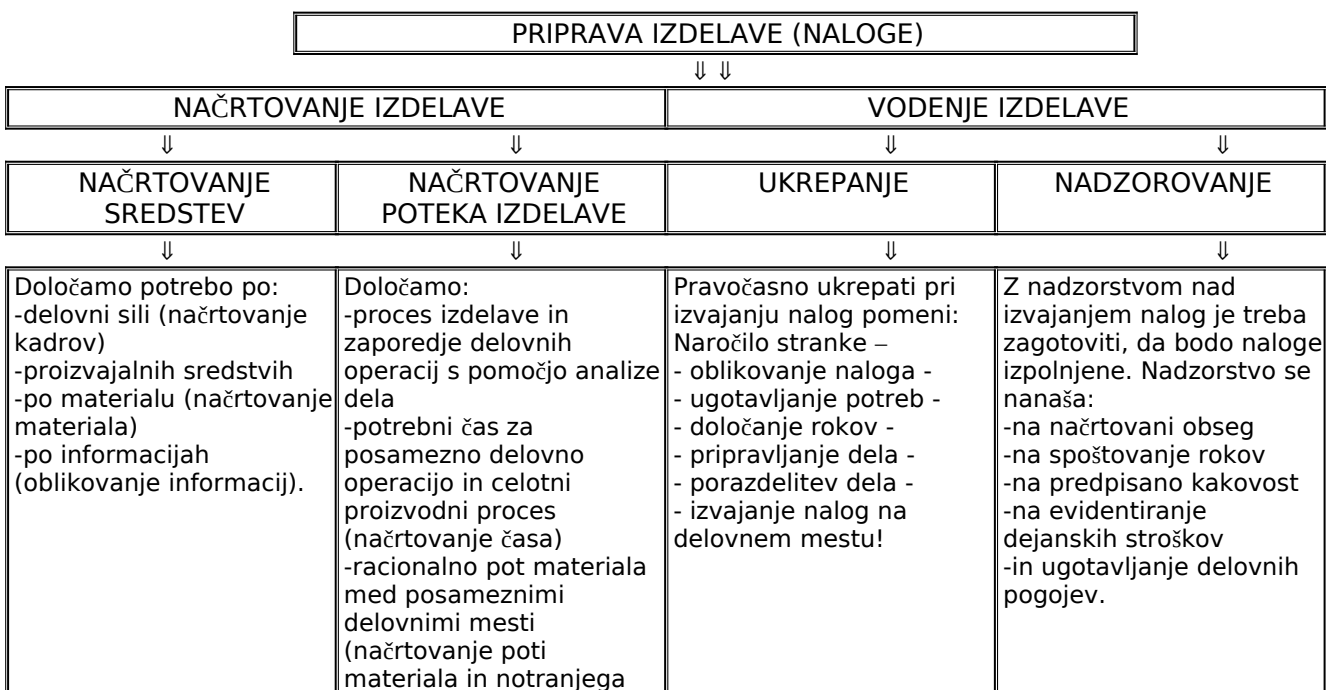 PRIPRAVA IZDELAVE (NALOGE)
⇓ ⇓
NAČRTOVANJE IZDELAVE
VODENJE IZDELAVE
⇓ ⇓ ⇓ ⇓
NAČRTOVANJE
SREDSTEV
NAČRTOVANJE
POTEKA IZDELAVE
UKREPANJE
NADZOROVANJE
⇓ ⇓ ⇓ ⇓
Določamo potrebo po:
-delovni sili (načrtovanje
kadrov)
-proizvajalnih sredstvih
-po materialu (načrtovanje
materiala)
-po informacijah
(oblikovanje informacij).
Določamo:
-proces izdelave in
zaporedje delovnih
operacij s pomočjo analize
dela
-potrebni čas za
posamezno delovno
operacijo in celotni
proizvodni proces
(načrtovanje časa)
-racionalno pot materiala
med posameznimi
delovnimi mesti
(načrtovanje poti
materiala in notranjega
Pravočasno ukrepati pri
izvajanju nalog pomeni:
Naročilo stranke –
- oblikovanje naloga -
- ugotavljanje potreb -
- določanje rokov -
- pripravljanje dela -
- porazdelitev dela -
- izvajanje nalog na
delovnem mestu!
Z nadzorstvom nad
izvajanjem nalog je treba
zagotoviti, da bodo naloge
izpolnjene. Nadzorstvo se
nanaša:
-na načrtovani obseg
-na spoštovanje rokov
-na predpisano kakovost
-na evidentiranje
dejanskih stroškov
-in ugotavljanje delovnih
pogojev.